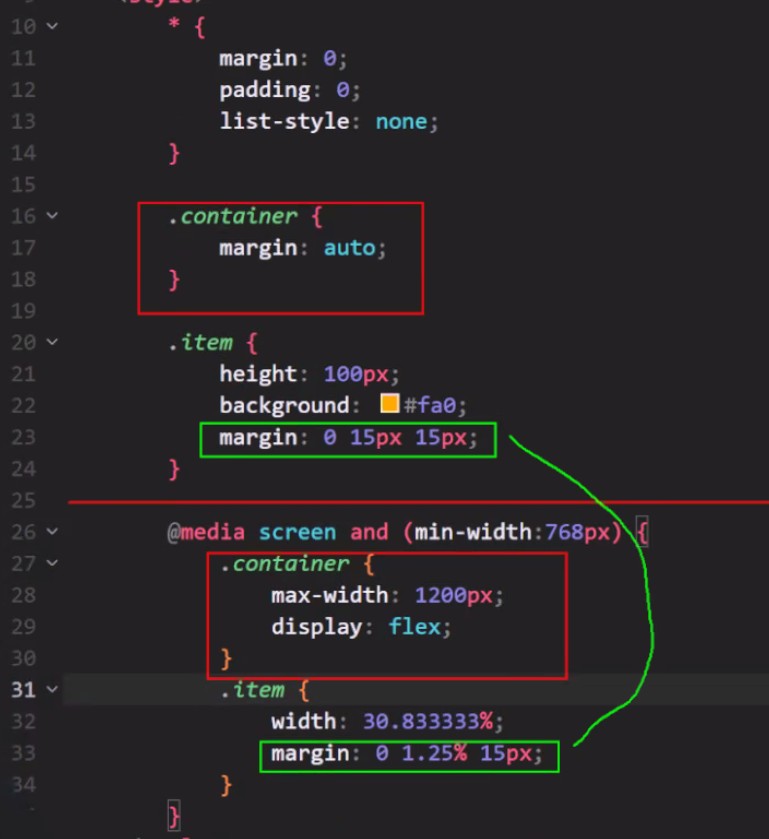 10 * {
11 margin: 0;
12 padding: 0;
13 list-style: none;
14 }
15
16 .container {
17 margin: auto;
18 }
19
20 .item {
21 height: 100px;
22 background: #fa0;
23 margin: 0 15px 15px;
24 }
25
26 @media screen and (min-width:768px) {
27 .container {
28 max-width: 1200px;
29 display: flex;
30 }
31 .item {
32 width: 30.833333%;
33 margin: 0 1.25% 15px;
34 }
}